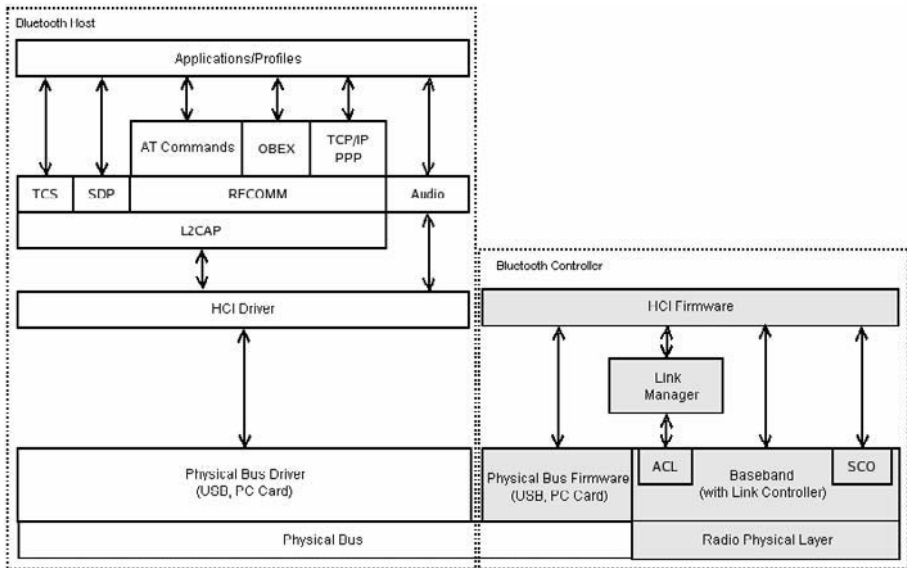 Bluetooth Host
Applications/Profiles
AT Commands
OBEX
TCP/IP
PPP
TCS
SDP
RFCOMM
Audio
L2CAP
Bluetooth Controller
HCI Driver
HCI Firmware
Link
Manager
Physical Bus Driver
(USB, PC Card)
Physical Bus Firmware
(USB, PC Card)
ACL
Baseband
(with Link Controller)
SCO
Physical Bus
Radio Physical Layer